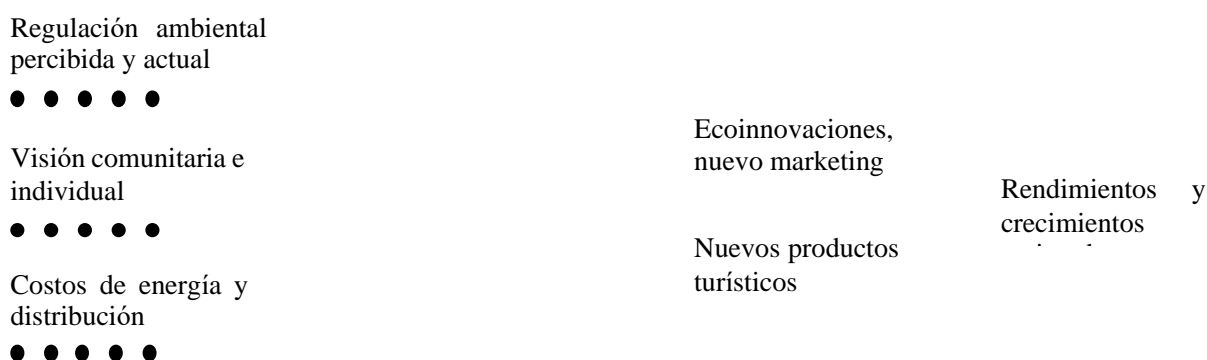 Regulación ambiental
percibida y actual
Visión comunitaria e
individual
Costos de energía y
distribución
Ecoinnovaciones,
nuevo marketing
Nuevos productos
turísticos
Rendimientos y
crecimientos